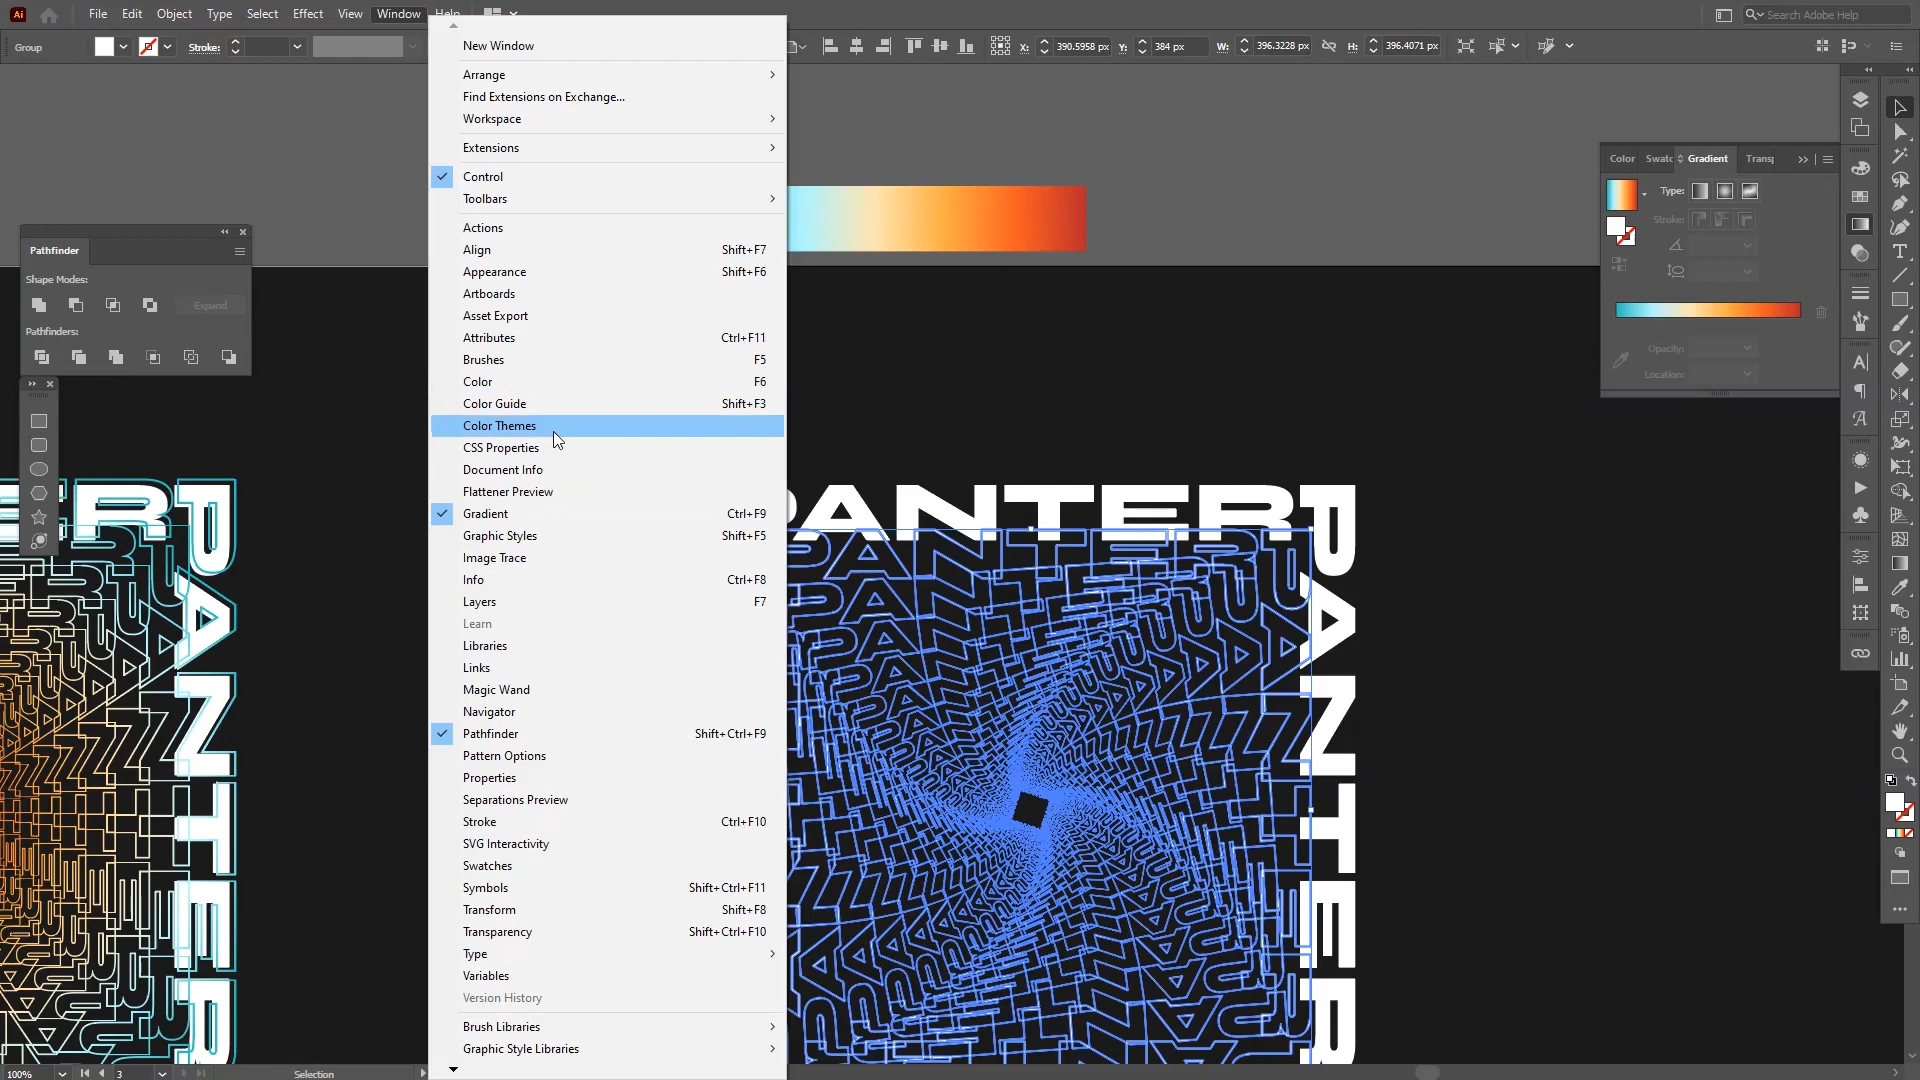 Ai
File Edit Object Type Select Effect View Window Help
Search Adobe Help
Group
Stroke:
X: 390.5958 px Y: 384 px W: 396.3228 px H: 396.4071 px
New Window
Arrange
Find Extensions on Exchange...
Workspace
Extensions
Control
Toolbars
Actions
Align Shift+F7
Appearance Shift+F6
Artboards
Asset Export
Attributes Ctrl+F11
Brushes F5
Color F6
Color Guide Shift+F3
Color Themes
CSS Properties
Document Info
Flattener Preview
Gradient Ctrl+F9
Graphic Styles Shift+F5
Image Trace
Info Ctrl+F8
Layers F7
Learn
Libraries
Links
Magic Wand
Navigator
Pathfinder Shift+Ctrl+F9
Pattern Options
Properties
Separations Preview
Stroke Ctrl+F10
SVG Interactivity
Swatches
Symbols Shift+Ctrl+F11
Transform Shift+F8
Transparency Shift+Ctrl+F10
Type
Variables
Version History
Brush Libraries
Graphic Style Libraries
Pathfinder
Shape Modes:
Expand
Pathfinders:
Color Swatc Gradient Transp
Type:
Stroke:
Opacity:
Location:
ER
PANTER
PANTER
PANTER
100% 3 Selection